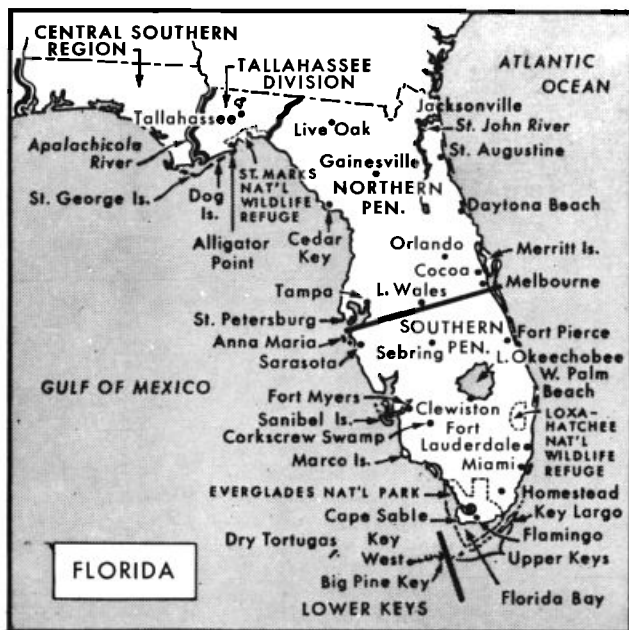 CENTRAL SOUTHERN
REGION
TALLAHASSEE
DIVISION
ATLANTIC
OCEAN
Tallahassee
Live Oak
Jacksonville
St. John River
Apalachicola
River
Gainesville
St. Augustine
St. George Is.
Dog
Is.
ST. MARKS
NAT'L
WILDLIFE
REFUGE
NORTHERN
PEN.
Daytona Beach
Alligator
Point
Cedar
Key
Orlando
Merritt Is.
Cocoa
Tampa
L. Wales
Melbourne
St. Petersburg
SOUTHERN
PEN.
Fort Pierce
Anna Maria
Sebring
Sarasota
L. Okeechobee
W. Palm
Beach
GULF OF MEXICO
Fort Myers
Clewiston
LOXA-
HATCHEE
NAT'L
WILDLIFE
REFUGE
Sanibel Is.
Corkscrew Swamp
Fort
Lauderdale
Marco Is.
Miami
EVERGLADES NAT'L PARK
Homestead
Cape Sable
Key Largo
Dry Tortugas
Key
West
Flamingo
Upper Keys
Big Pine Key
Florida Bay
FLORIDA
LOWER KEYS